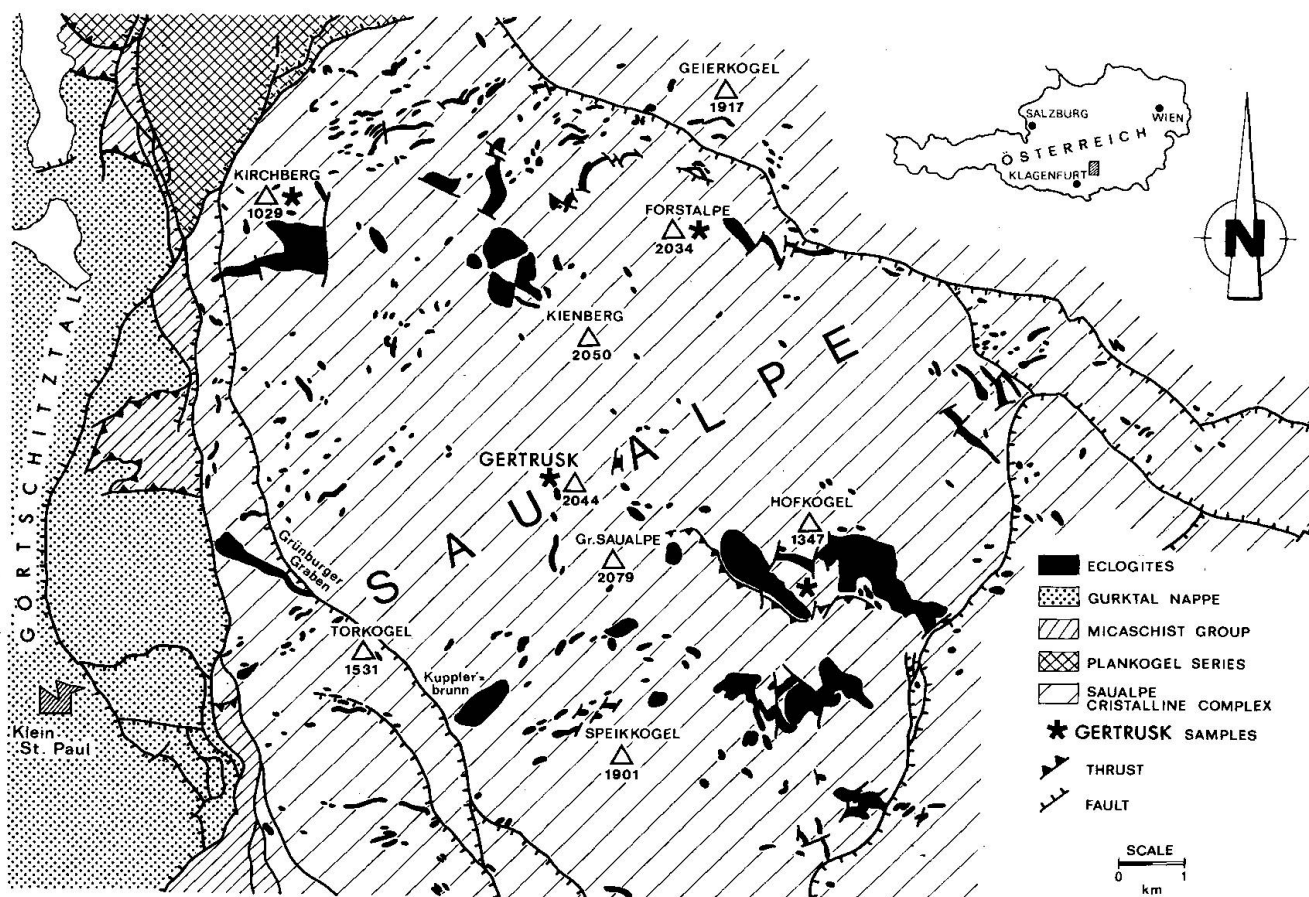 GEIERKOGEL
1917
SALZBURG
WIEN
ÖSTERREICH
KLAGENFURT
N
KIRCHBERG
1029
FORSTALPE
2034
KIENBERG
2050
GÖRTSCHITZTAL
SAUALPE
GERTRUSK
2044
HOFKOGEL
1347
Gr.SAUALPE
2079
Grünburger
Graben
TORKOGEL
1531
Kuppler's-
brunn
SPEIKKOGEL
1901
Klein
St. Paul
ECLOGITES
GURKTAL NAPPE
MICASCHIST GROUP
PLANKOGEL SERIES
SAUALPE
CRISTALLINE COMPLEX
GERTRUSK SAMPLES
THRUST
FAULT
SCALE
0 1
km